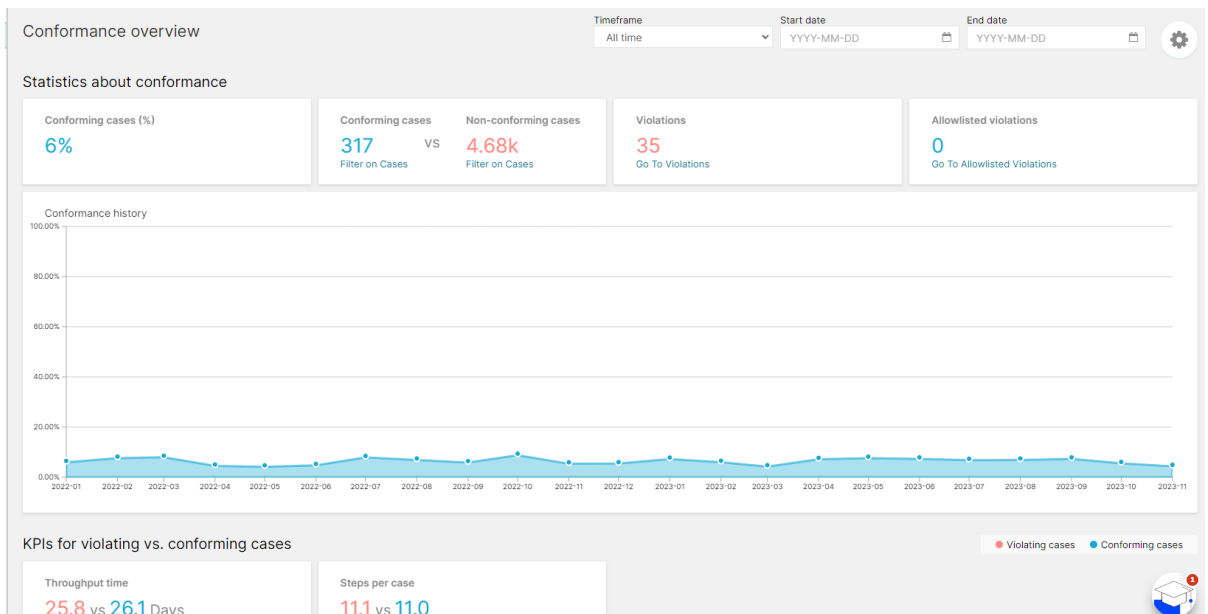 Conformance overview
Timeframe
All time
Start date
YYYY-MM-DD
End date
YYYY-MM-DD
Statistics about conformance
Conforming cases (%)
6%
Conforming cases
317
Filter on Cases
VS
Non-conforming cases
4.68k
Filter on Cases
Violations
35
Go To Violations
Allowlisted violations
0
Go To Allowlisted Violations
Conformance history
100.00%
80.00%
60.00%
40.00%
20.00%
0.00%
2022-01 2022-02 2022-03 2022-04 2022-05 2022-06 2022-07 2022-08 2022-09 2022-10 2022-11 2022-12 2023-01 2023-02 2023-03 2023-04 2023-05 2023-06 2023-07 2023-08 2023-09 2023-10 2023-11
KPIs for violating vs. conforming cases
Violating cases Conforming cases
Throughput time
25.8 vs 26.1 Days
Steps per case
11.1 vs 11.0
1